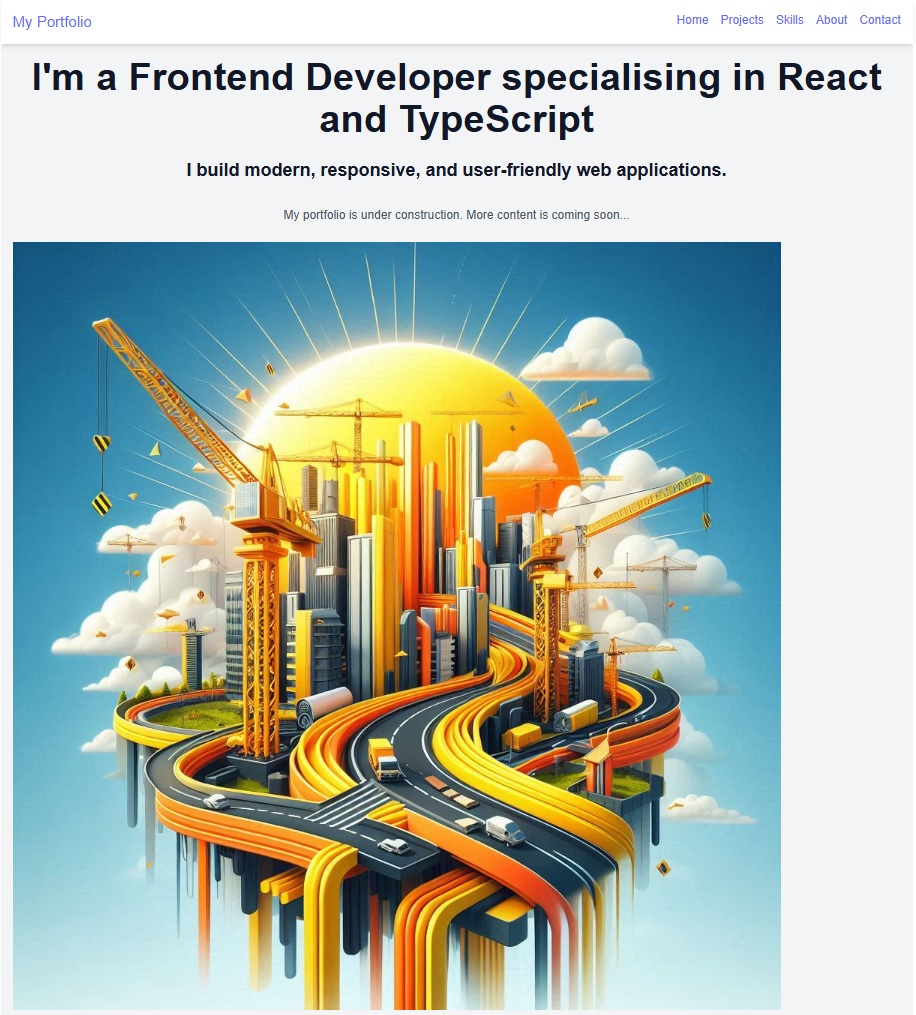 My Portfolio
Home Projects Skills About Contact
I'm a Frontend Developer specialising in React
and TypeScript
I build modern, responsive, and user-friendly web applications.
My portfolio is under construction. More content is coming soon...